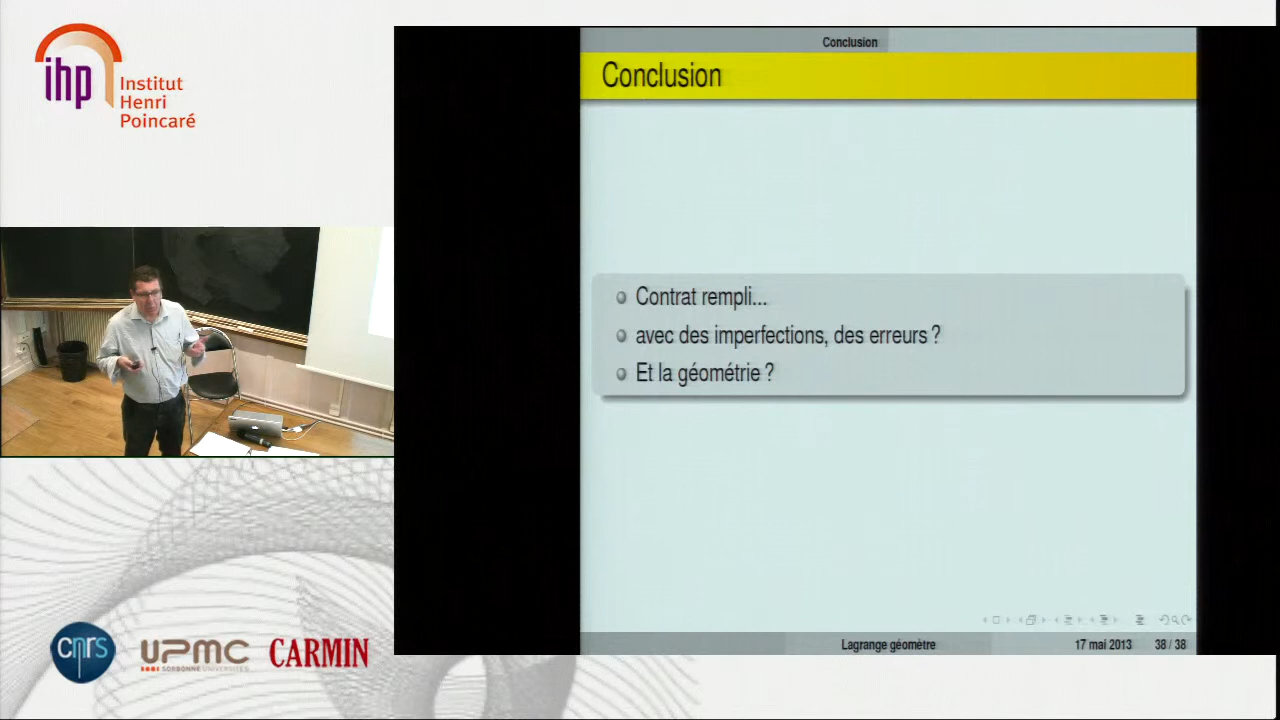 ihp
Institut
Henri
Poincaré
Conclusion
Conclusion
Contrat rempli...
avec des imperfections, des erreurs ?
Et la géométrie ?
Lagrange géomètre
17 mai 2013
38 / 38
cnrs
UPMC
SORBONNE UNIVERSITÉS
CARMIN